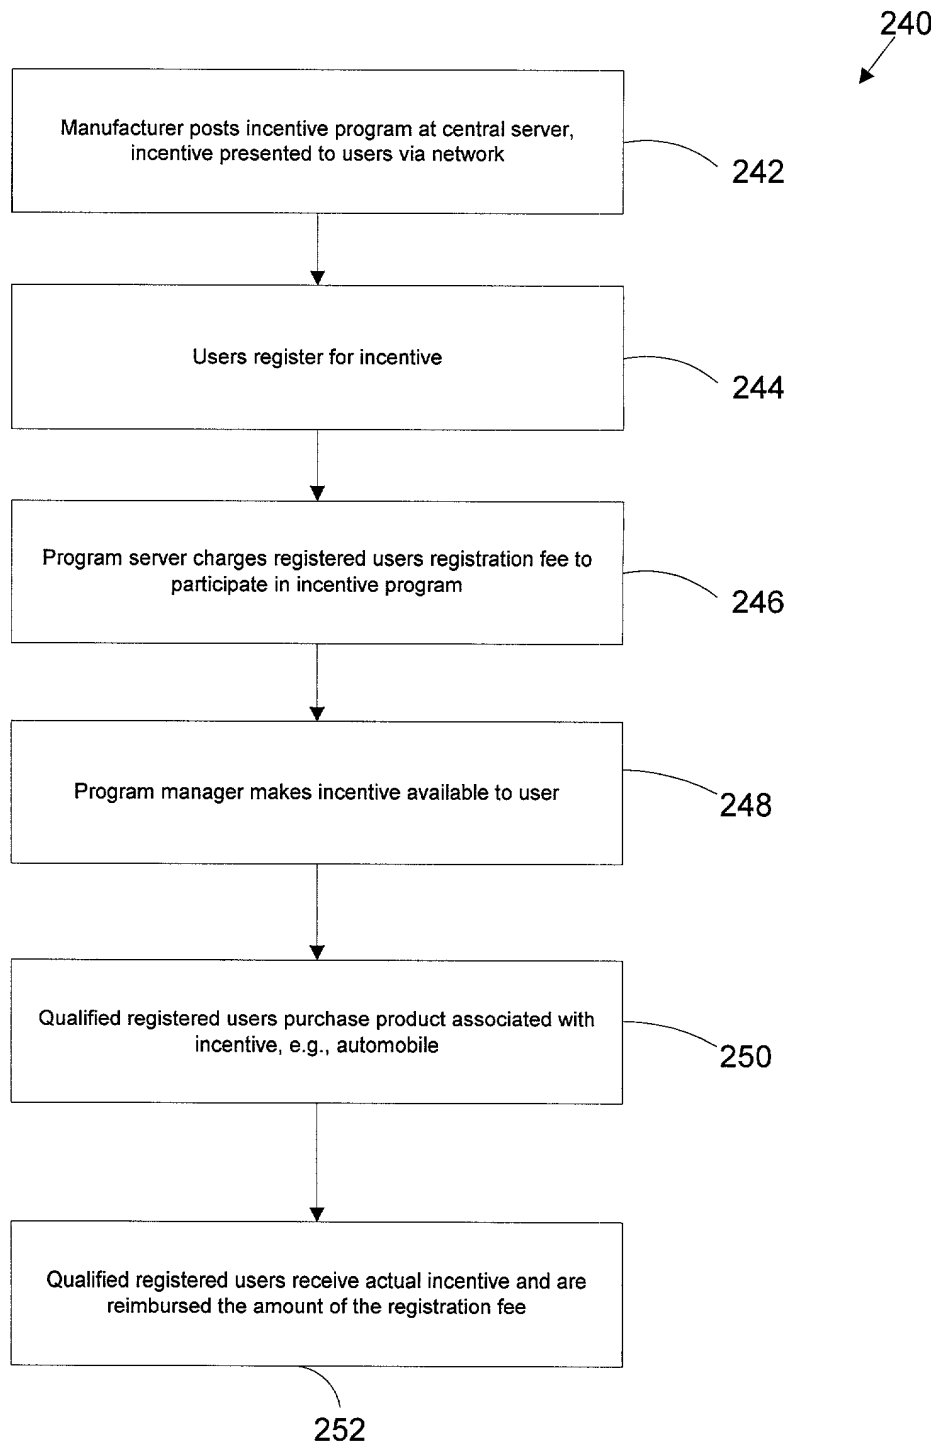 240
Manufacturer posts incentive program at central server,
incentive presented to users via network
242
Users register for incentive
244
Program server charges registered users registration fee to
participate in incentive program
246
Program manager makes incentive available to user
248
Qualified registered users purchase product associated with
incentive, e.g., automobile
250
Qualified registered users receive actual incentive and are
reimbursed the amount of the registration fee
252